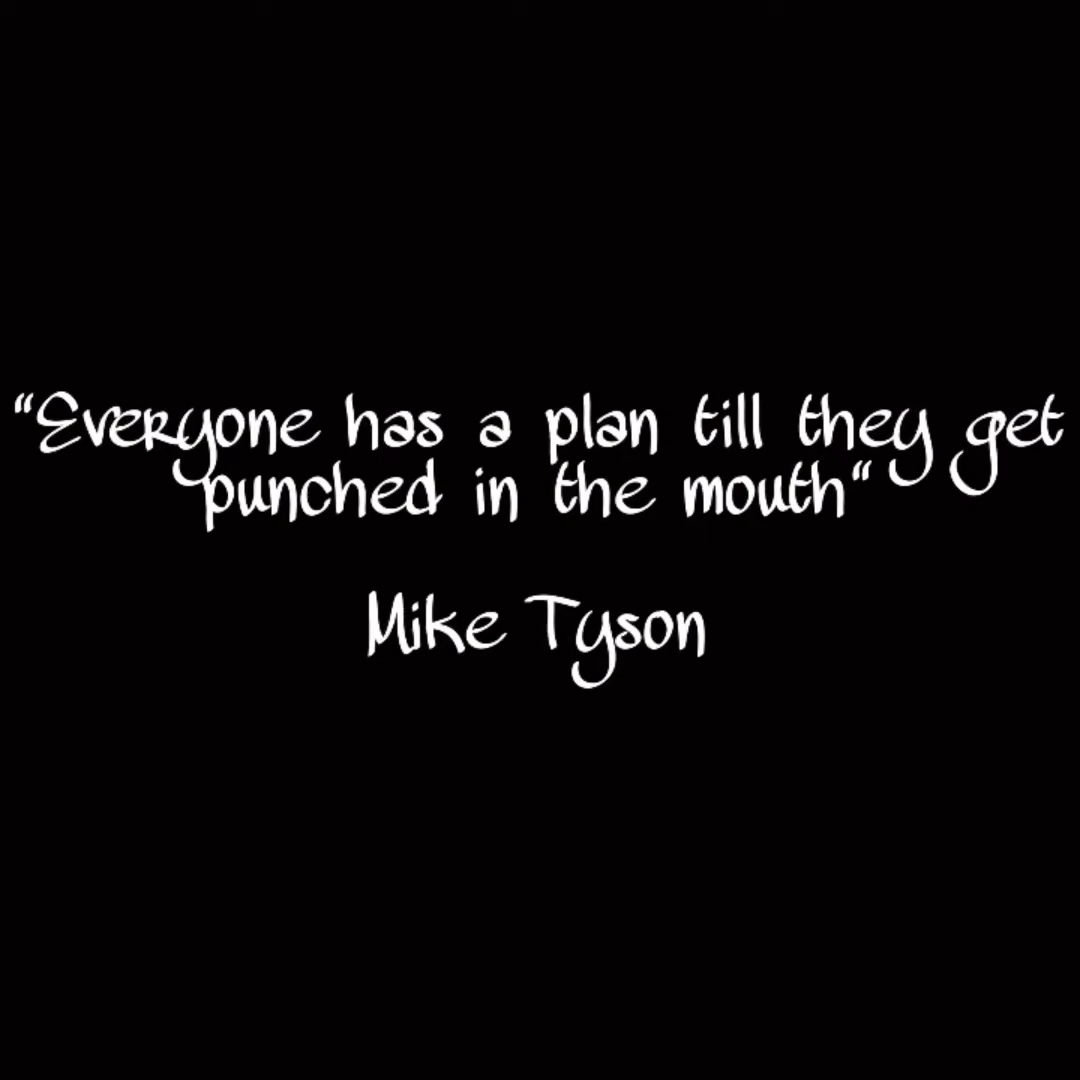 “Everyone has a plan till they get
punched in the mouth“
Mike Tyson